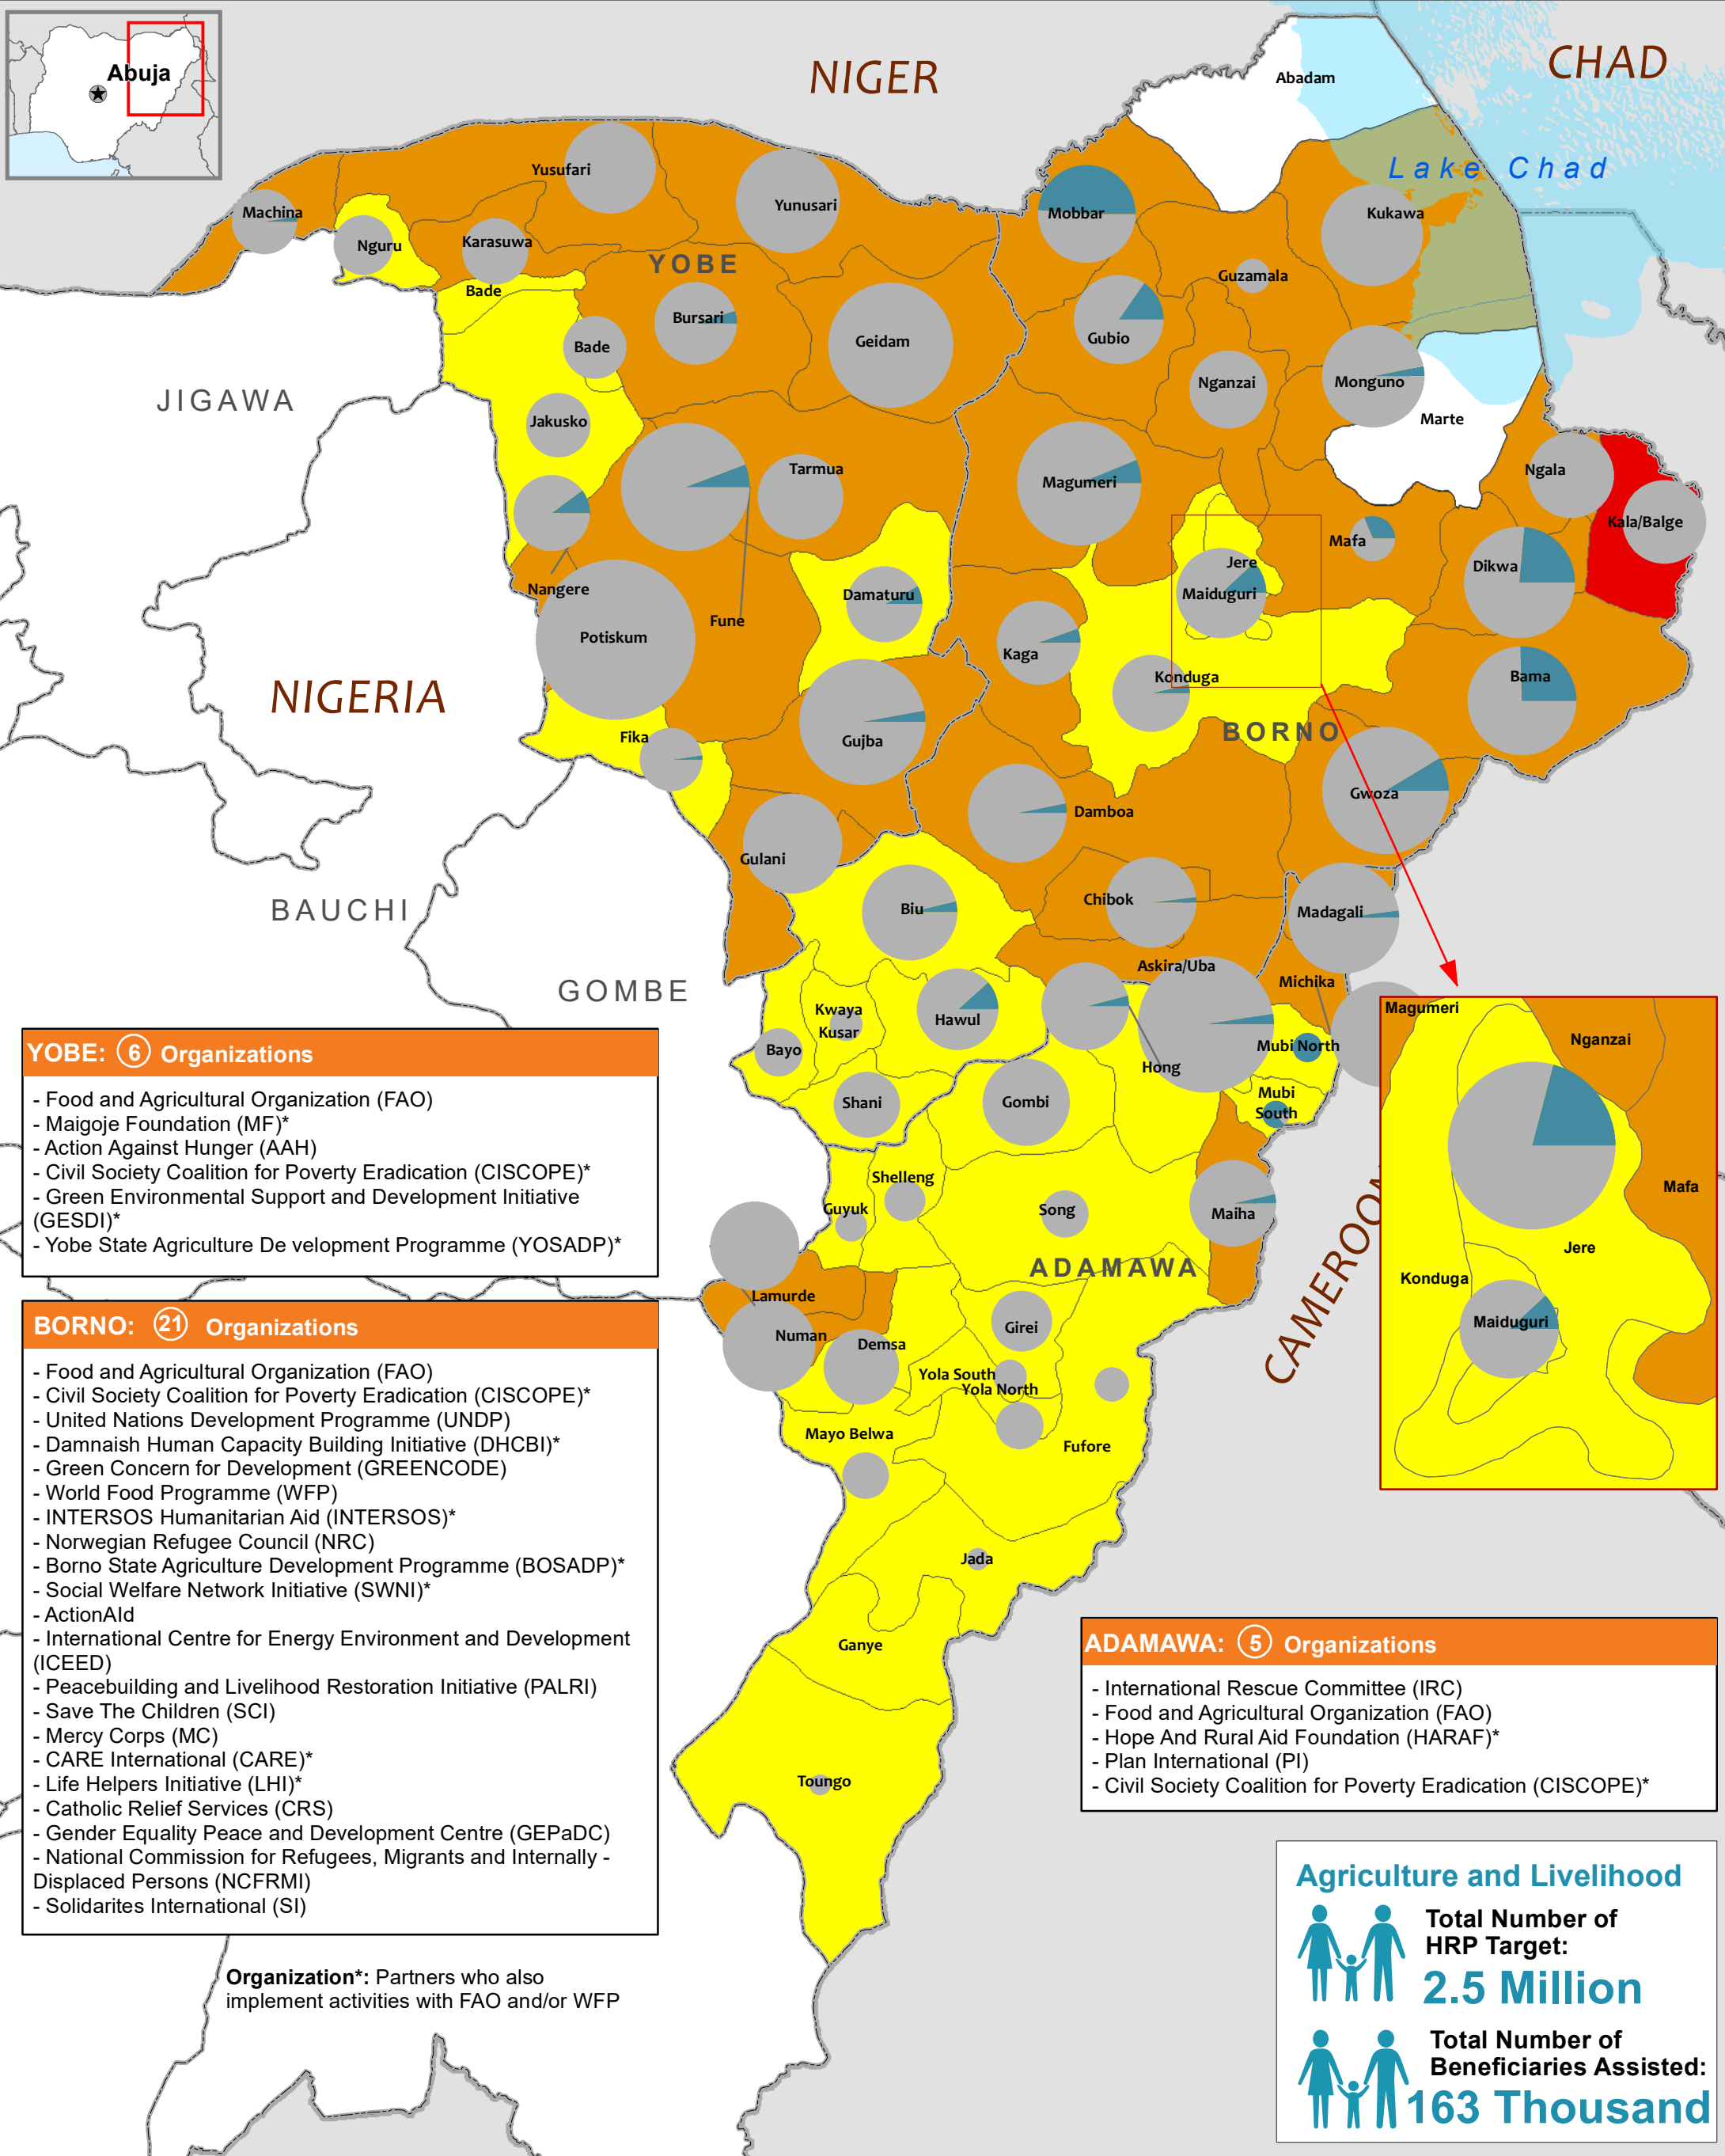 Abuja
NIGER
CHAD
Abadam
Lake Chad
Yusufari
Machina
Yunusari
Mobbar
Kukawa
Nguru
Karasuwa
YOBE
Guzamala
Bade
Bursari
Gubio
Bade
Geidam
Nganzai
Monguno
JIGAWA
Marte
Jakusko
Tarmua
Magumeri
Ngala
Kala/Balge
Mafa
Jere
Dikwa
Nangere
Damaturu
Maiduguri
Fune
Potiskum
Kaga
Konduga
Bama
NIGERIA
BORNO
Fika
Gujba
Gwoza
Damboa
Gulani
Chibok
BAUCHI
Biu
Madagali
Askira/Uba
Michika
GOMBE
Kwaya
Kusar
Hawul
Mubi North
Bayo
Hong
Mubi
South
Shani
Gombi
Shelleng
Guyuk
Song
Maiha
ADAMAWA
CAMEROON
Lamurde
Numan
Demsa
Girei
Yola South
Yola North
Mayo Belwa
Fufore
Jada
Ganye
Toungo
Magumeri
Nganzai
Mafa
Jere
Konduga
Maiduguri
YOBE: 6 Organizations
- Food and Agricultural Organization (FAO)
- Maigoje Foundation (MF)*
- Action Against Hunger (AAH)
- Civil Society Coalition for Poverty Eradication (CISCOPE)*
- Green Environmental Support and Development Initiative
(GESDI)*
- Yobe State Agriculture De velopment Programme (YOSADP)*
BORNO: 21 Organizations
- Food and Agricultural Organization (FAO)
- Civil Society Coalition for Poverty Eradication (CISCOPE)*
- United Nations Development Programme (UNDP)
- Damnaish Human Capacity Building Initiative (DHCBI)*
- Green Concern for Development (GREENCODE)
- World Food Programme (WFP)
- INTERSOS Humanitarian Aid (INTERSOS)*
- Norwegian Refugee Council (NRC)
- Borno State Agriculture Development Programme (BOSADP)*
- Social Welfare Network Initiative (SWNI)*
- ActionAId
- International Centre for Energy Environment and Development
(ICEED)
- Peacebuilding and Livelihood Restoration Initiative (PALRI)
- Save The Children (SCI)
- Mercy Corps (MC)
- CARE International (CARE)*
- Life Helpers Initiative (LHI)*
- Catholic Relief Services (CRS)
- Gender Equality Peace and Development Centre (GEPaDC)
- National Commission for Refugees, Migrants and Internally -
Displaced Persons (NCFRMI)
- Solidarites International (SI)
Organization*: Partners who also
implement activities with FAO and/or WFP
ADAMAWA: 5 Organizations
- International Rescue Committee (IRC)
- Food and Agricultural Organization (FAO)
- Hope And Rural Aid Foundation (HARAF)*
- Plan International (PI)
- Civil Society Coalition for Poverty Eradication (CISCOPE)*
Agriculture and Livelihood
Total Number of
HRP Target:
2.5 Million
Total Number of
Beneficiaries Assisted:
163 Thousand